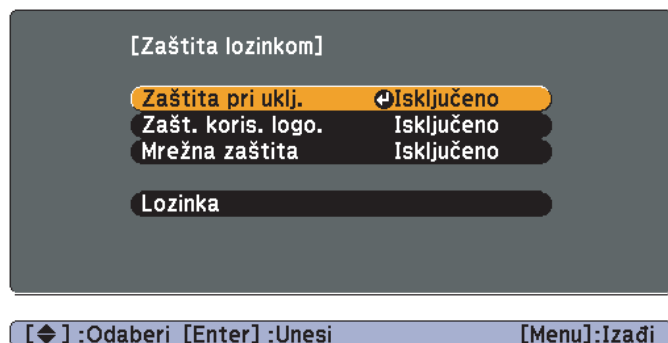 [Zaštita lozinkom]
Zaštita pri uklj. Isključeno
Zašt. koris. logo. Isključeno
Mrežna zaštita Isključeno
Lozinka
[◆] :Odaberi [Enter] :Unesi [Menu]:Izađi